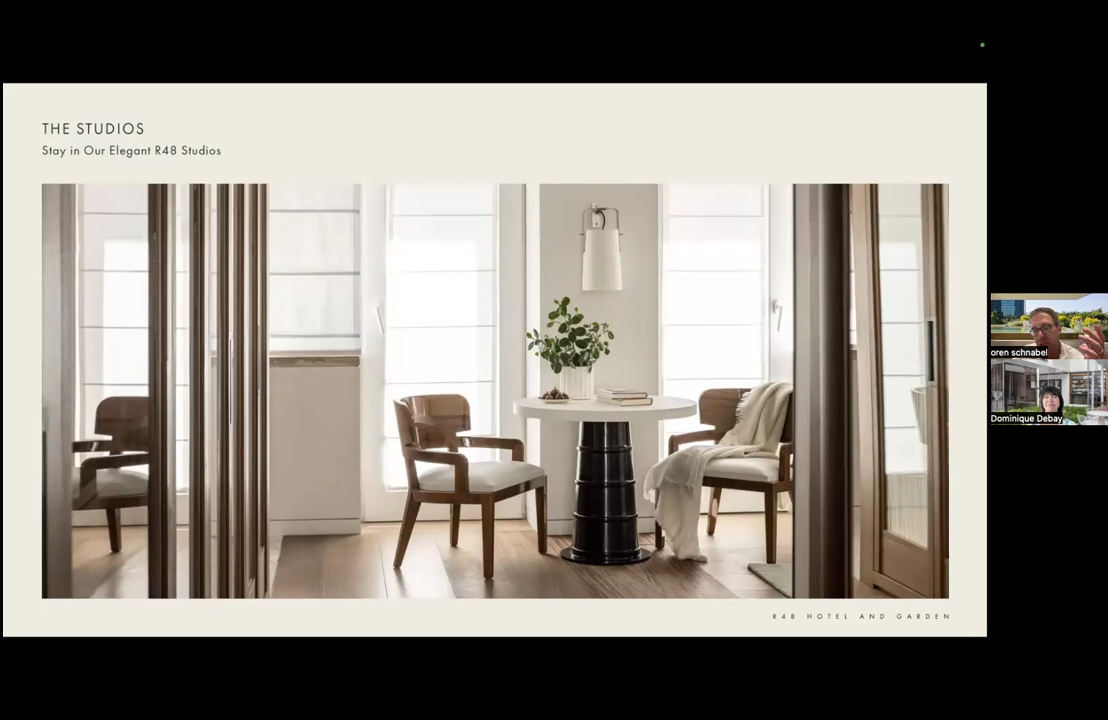 THE STUDIOS
Stay in Our Elegant R48 Studios
oren schnabel
Dominique Debay
R48 HOTEL AND GARDEN